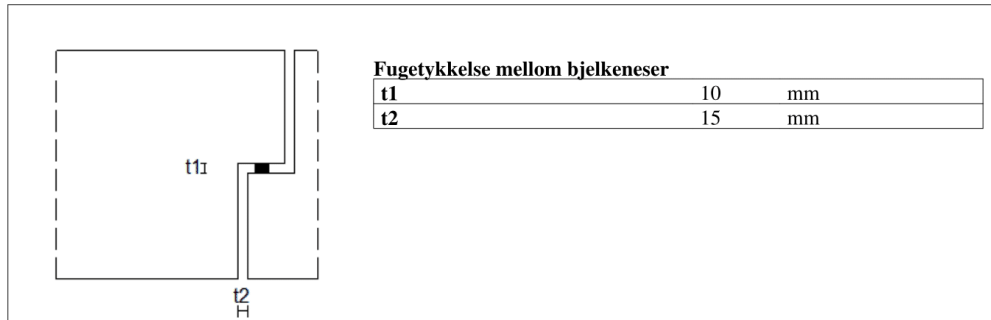 Fugetykkelse mellom bjelkeneser
t1 10 mm
t2 15 mm
t1
t2